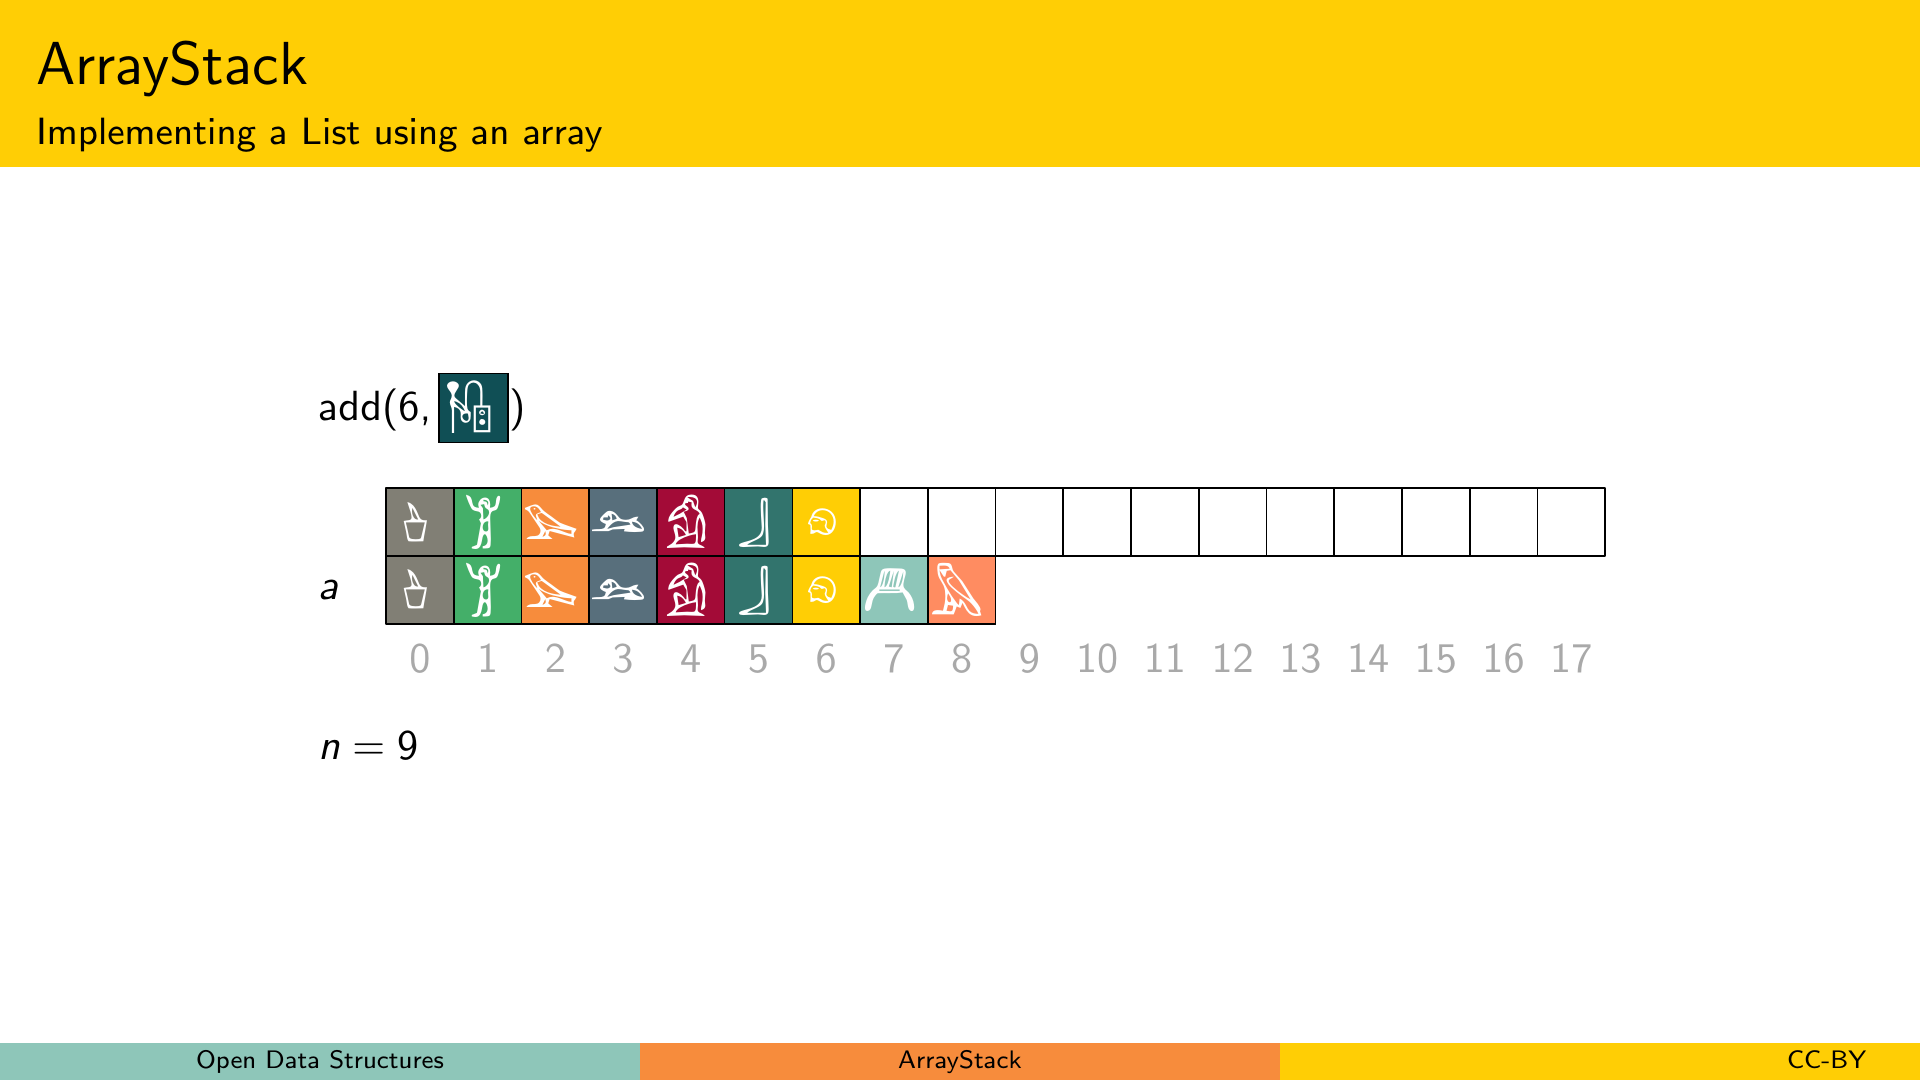 ArrayStack
Implementing a List using an array
add(6, )
a
0 1 2 3 4 5 6 7 8 9 10 11 12 13 14 15 16 17
n = 9
Open Data Structures ArrayStack CC-BY